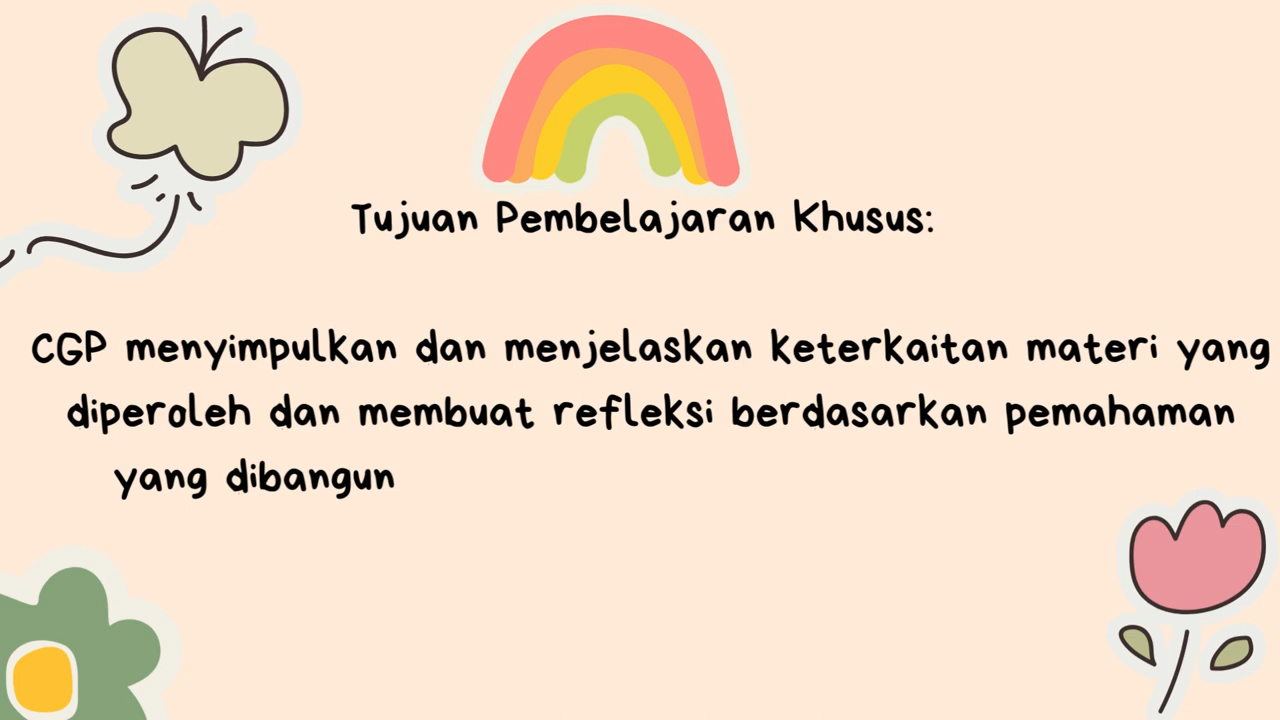 Tujuan Pembelajaran Khusus:
CGP menyimpulkan dan menjelaskan keterkaitan materi yang
diperoleh dan membuat refleksi berdasarkan pemahaman
yang dibangun